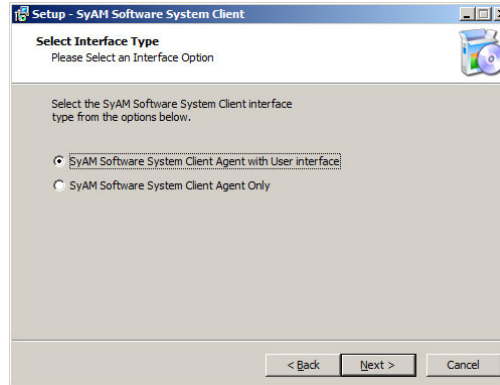 Setup - SyAM Software System Client
Select Interface Type
Please Select an Interface Option
Select the SyAM Software System Client interface
type from the options below.
SyAM Software System Client Agent with User interface
SyAM Software System Client Agent Only
< Back
Next >
Cancel